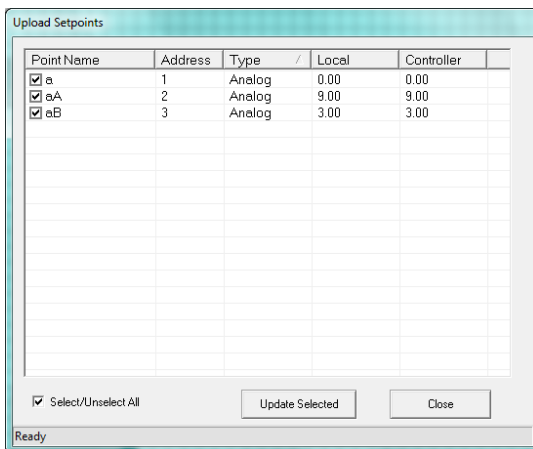 Upload Setpoints
Point Name Address Type Local Controller
a 1 Analog 0.00 0.00
aA 2 Analog 9.00 9.00
aB 3 Analog 3.00 3.00
Select/Unselect All Update Selected Close
Ready